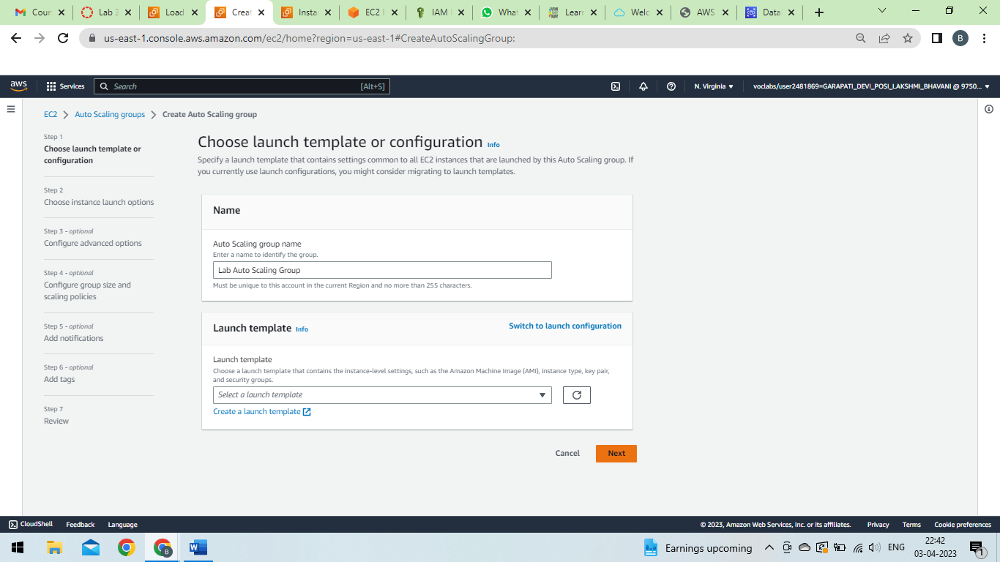 Cour
Lab 3
Load
Creat
Insta
EC2 I
IAM
What
Learn
Welc
AWS
Data
us-east-1.console.aws.amazon.com/ec2/home?region=us-east-1#CreateAutoScalingGroup:
B
aws
Services
Search
[Alt+S]
N. Virginia
voclabs/user2481869=GARAPATI_DEVI_POSI_LAKSHMI_BHAVANI @ 9750...
EC2
Auto Scaling groups
Create Auto Scaling group
Step 1
Choose launch template or
configuration
Step 2
Choose instance launch options
Step 3 - optional
Configure advanced options
Step 4 - optional
Configure group size and
scaling policies
Step 5 - optional
Add notifications
Step 6 - optional
Add tags
Step 7
Review
Choose launch template or configuration Info
Specify a launch template that contains settings common to all EC2 instances that are launched by this Auto Scaling group. If
you currently use launch configurations, you might consider migrating to launch templates.
Name
Auto Scaling group name
Enter a name to identify the group.
Lab Auto Scaling Group
Must be unique to this account in the current Region and no more than 255 characters.
Launch template Info
Switch to launch configuration
Launch template
Choose a launch template that contains the instance-level settings, such as the Amazon Machine Image (AMI), instance type, key pair,
and security groups.
Select a launch template
Create a launch template
Cancel
Next
CloudShell
Feedback
Language
© 2023, Amazon Web Services, Inc. or its affiliates.
Privacy
Terms
Cookie preferences
B
W
Earnings upcoming
ENG
22:42
03-04-2023
1